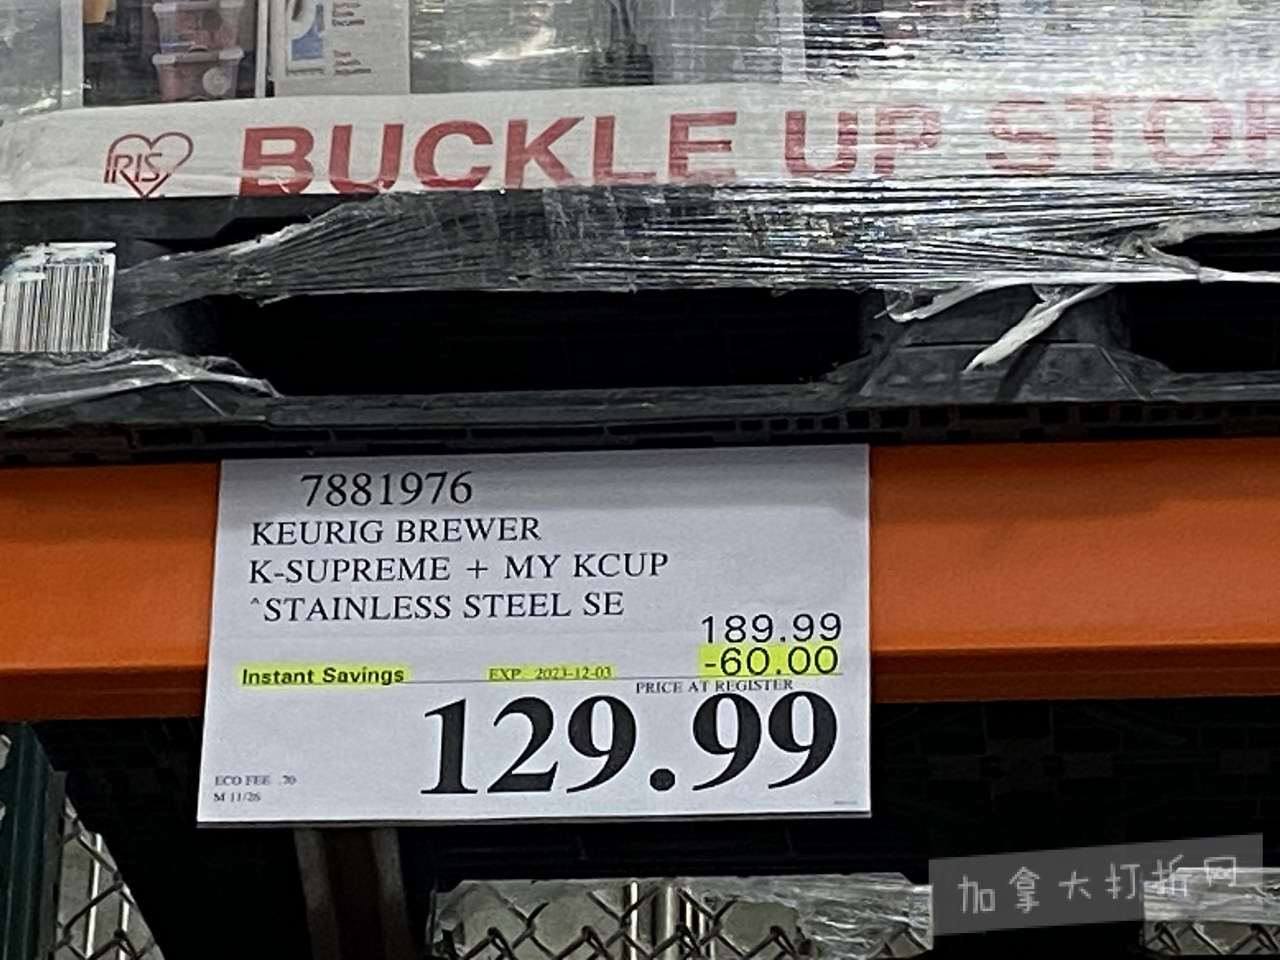 IRIS
BUCKLE UP STOR
7881976
KEURIG BREWER
K-SUPREME + MY KCUP
^STAINLESS STEEL SE
189.99
-60.00
Instant Savings EXP. 2023-12-03
PRICE AT REGISTER
129.99
ECO FEE .70
M 11/26
加拿大打折网